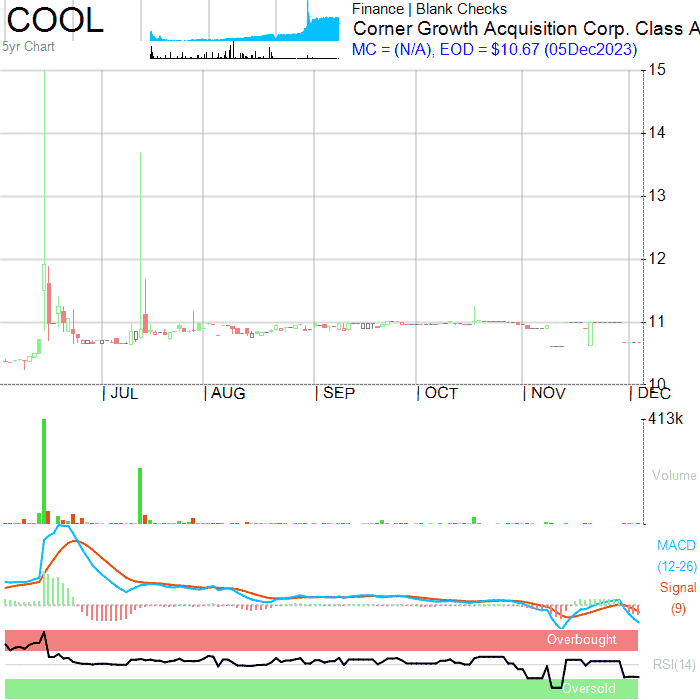 COOL
5yr Chart
Finance | Blank Checks
Corner Growth Acquisition Corp. Class A
MC = (N/A), EOD = $10.67 (05Dec2023)
15
14
13
12
11
10
JUL AUG SEP OCT NOV DEC
413k
Volume
MACD
(12-26)
Signal
(9)
Overbought
RSI(14)
Oversold